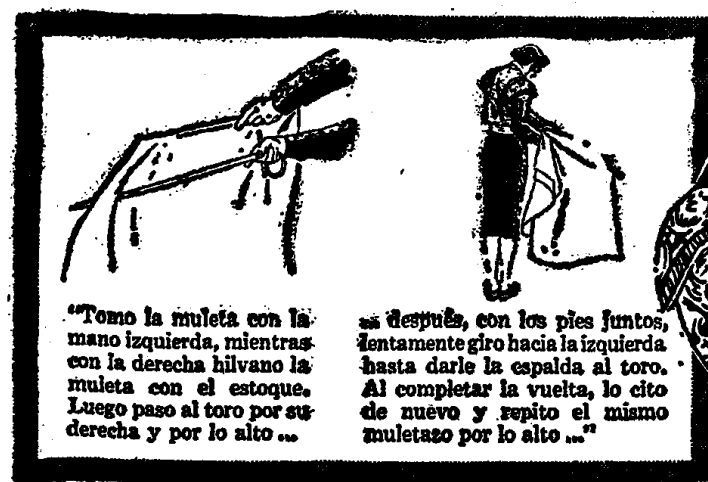 "Tomo la muleta con la
mano izquierda, mientras
con la derecha hilvano la
muleta con el estoque.
Luego paso al toro por su
derecha y por lo alto ...
... después, con los pies juntos,
lentamente giro hacia la izquierda
hasta darle la espalda al toro.
Al completar la vuelta, lo cito
de nuevo y repito el mismo
muletazo por lo alto ..."